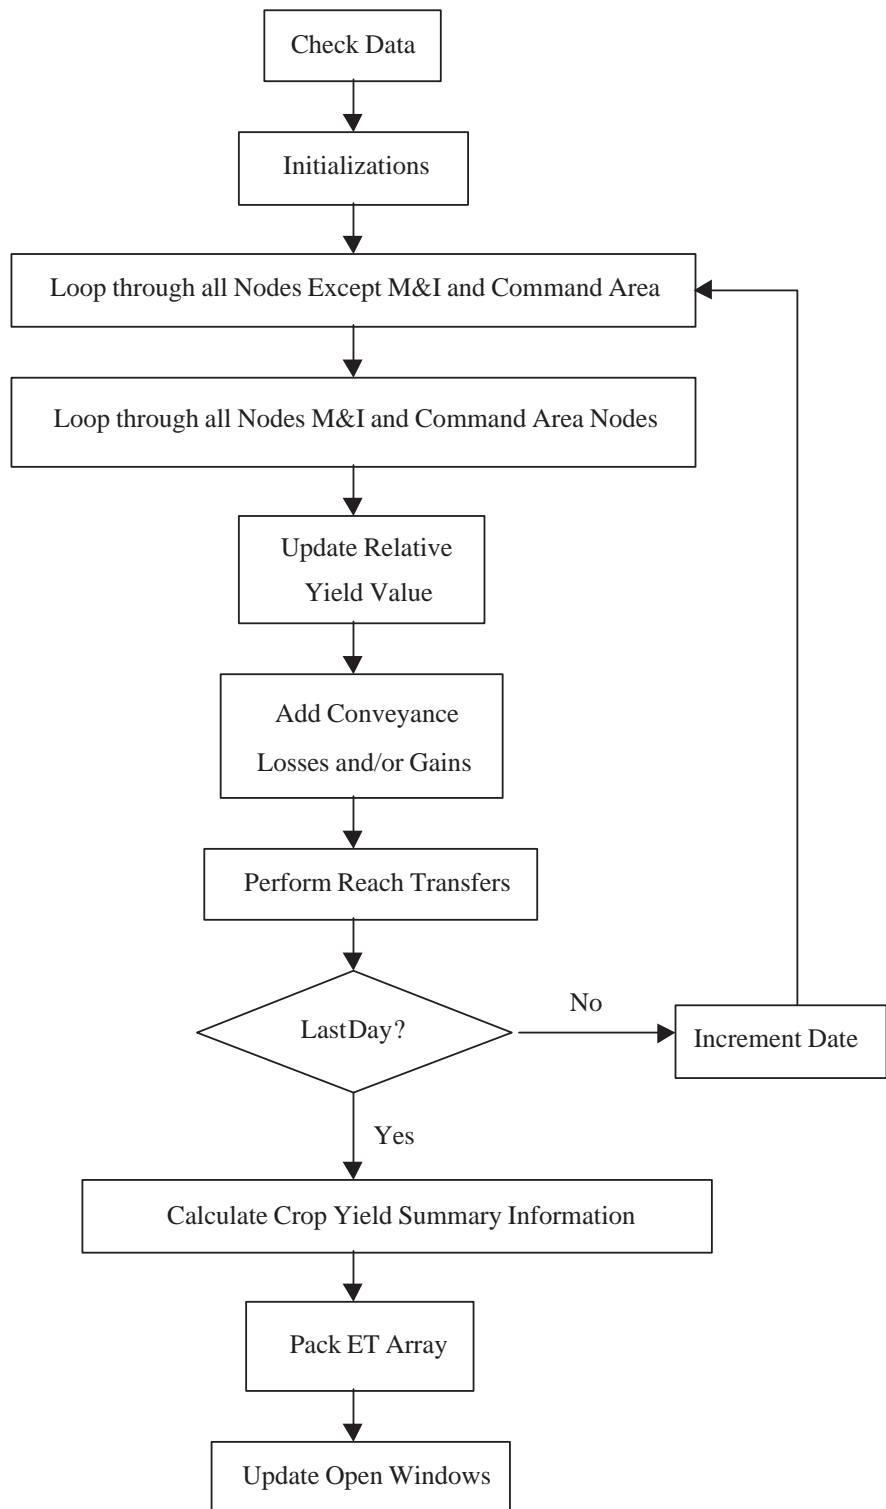 Check Data
Initializations
Loop through all Nodes Except M&I and Command Area
Loop through all Nodes M&I and Command Area Nodes
Update Relative
Yield Value
Add Conveyance
Losses and/or Gains
Perform Reach Transfers
LastDay?
No
Increment Date
Yes
Calculate Crop Yield Summary Information
Pack ET Array
Update Open Windows